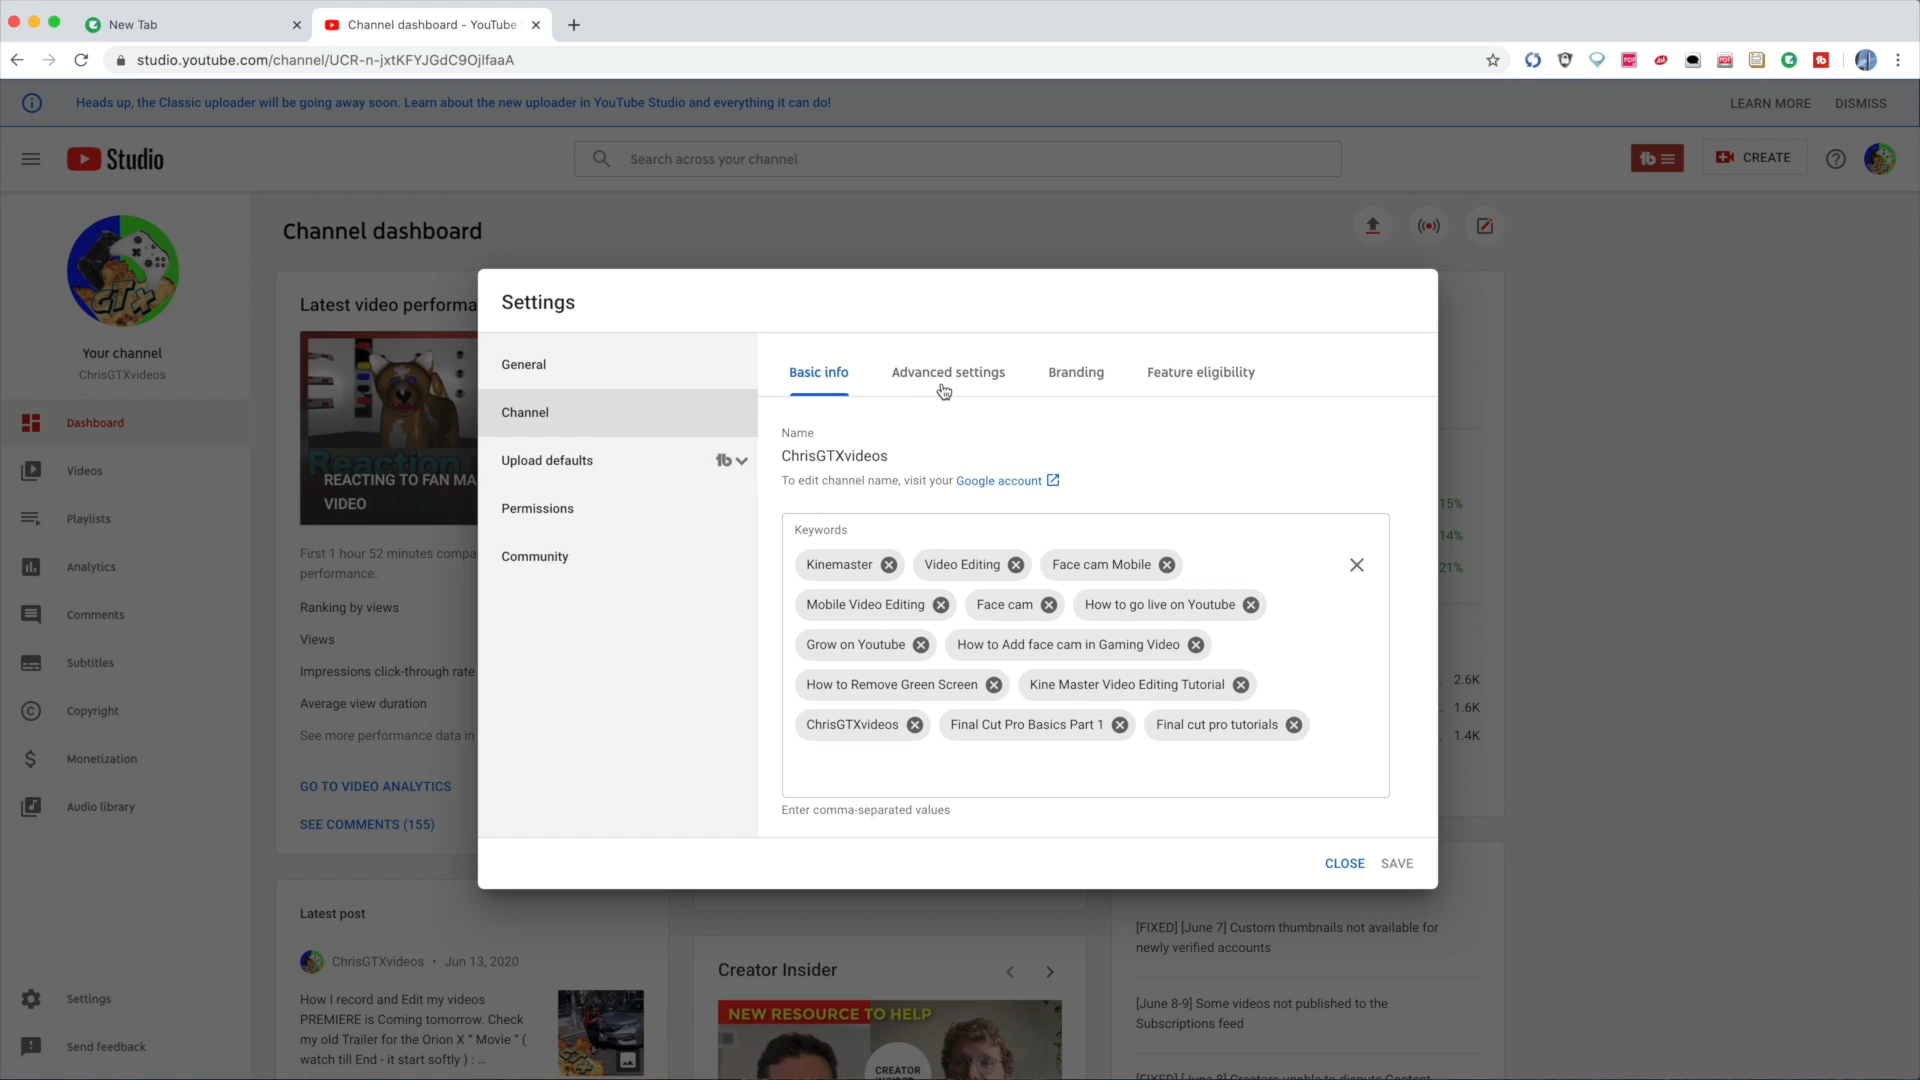 New Tab
Channel dashboard - YouTube
studio.youtube.com/channel/UCR-n-jxtKFYJGdC9OjlfaaA
Heads up, the Classic uploader will be going away soon. Learn about the new uploader in YouTube Studio and everything it can do!
LEARN MORE
DISMISS
Studio
Search across your channel
CREATE
Channel dashboard
GTX
Your channel
ChrisGTXvideos
Dashboard
Videos
Playlists
Analytics
Comments
Subtitles
Copyright
Monetization
Audio library
Settings
Send feedback
Latest video performa
Reaction
REACTING TO FAN MA
VIDEO
First 1 hour 52 minutes compa
performance:
Ranking by views
Views
Impressions click-through rate
Average view duration
See more performance data in
GO TO VIDEO ANALYTICS
SEE COMMENTS (155)
Settings
General
Channel
Upload defaults
Permissions
Community
Basic info
Advanced settings
Branding
Feature eligibility
Name
ChrisGTXvideos
To edit channel name, visit your Google account
Keywords
Kinemaster
Video Editing
Face cam Mobile
Mobile Video Editing
Face cam
How to go live on Youtube
Grow on Youtube
How to Add face cam in Gaming Video
How to Remove Green Screen
Kine Master Video Editing Tutorial
ChrisGTXvideos
Final Cut Pro Basics Part 1
Final cut pro tutorials
Enter comma-separated values
CLOSE
SAVE
15%
14%
21%
2.6K
1.6K
1.4K
Latest post
ChrisGTXvideos • Jun 13, 2020
How I record and Edit my videos
PREMIERE is Coming tomorrow. Check
my old Trailer for the Orion X " Movie " (
watch till End - it start softly ) : ...
Creator Insider
NEW RESOURCE TO HELP
CREATOR
[FIXED] [June 7] Custom thumbnails not available for
newly verified accounts
[June 8-9] Some videos not published to the
Subscriptions feed